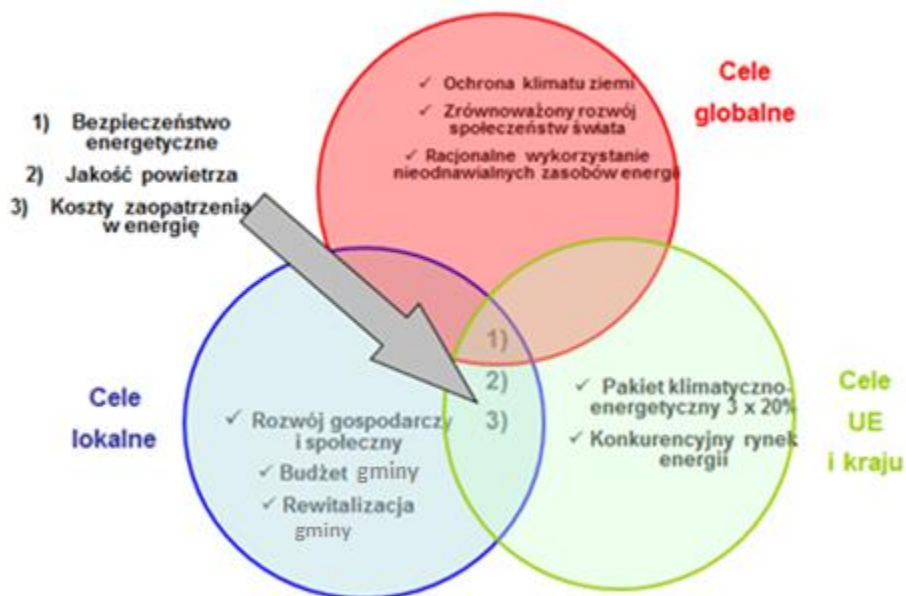 1) Bezpieczeństwo
energetyczne
2) Jakość powietrza
3) Koszty zaopatrzenia
w energię
✓ Ochrona klimatu ziemi
✓ Zrównoważony rozwój
społeczeństw świata
✓ Racjonalne wykorzystanie
nieodnawialnych zasobów energii
Cele
globalne
1)
2)
3)
Cele
lokalne
✓ Rozwój gospodarczy
i społeczny
✓ Budżet gminy
✓ Rewitalizacja
gminy
✓ Pakiet klimatyczno-
energetyczny 3 x 20%
✓ Konkurencyjny rynek
energii
Cele
UE
i kraju